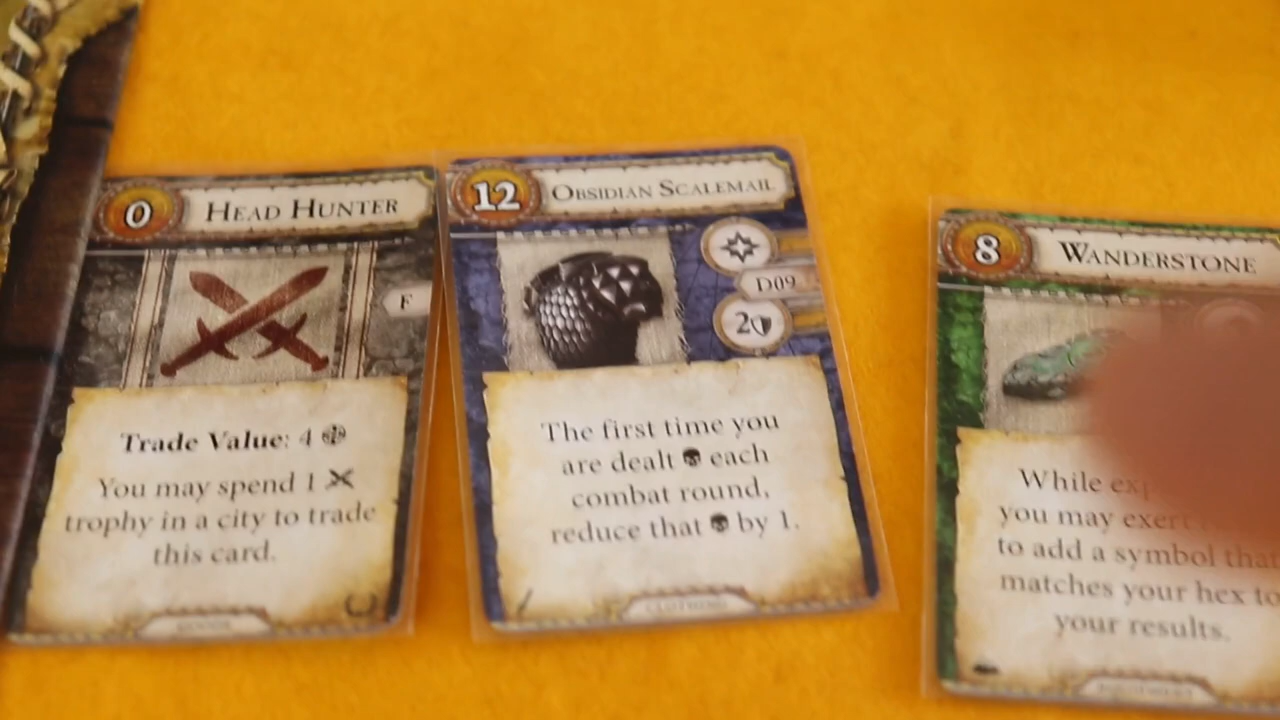 0 HEAD HUNTER
F
Trade Value: 4
You may spend 1
trophy in a city to trade
this card.
12 OBSIDIAN SCALEMAIL
D09
2
The first time you
are dealt each
combat round,
reduce that by 1.
CLOTHING
8 WANDERSTONE
While
you may exert
to add a symbol that
matches your hex to
your results.